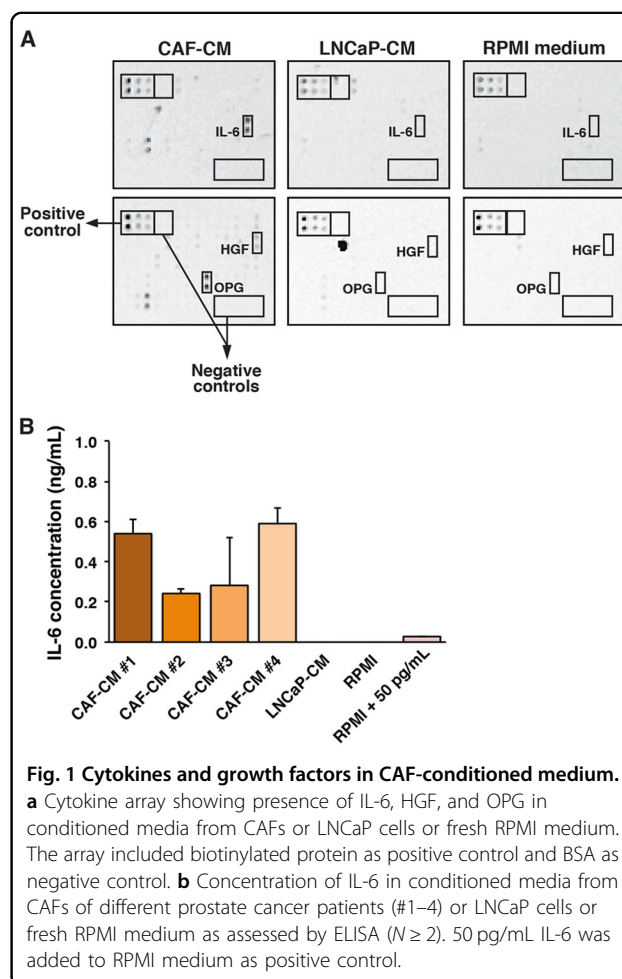 A
CAF-CM LNCaP-CM RPMI medium
IL-6 IL-6 IL-6
Positive
control
HGF HGF HGF
OPG OPG OPG
Negative
controls
B
IL-6 concentration (ng/mL)
1.0
0.8
0.6
0.4
0.2
0.0
CAF-CM #1
CAF-CM #2
CAF-CM #3
CAF-CM #4
LNCaP-CM
RPMI
RPMI + 50 pg/mL
Fig. 1 Cytokines and growth factors in CAF-conditioned medium.
a Cytokine array showing presence of IL-6, HGF, and OPG in
conditioned media from CAFs or LNCaP cells or fresh RPMI medium.
The array included biotinylated protein as positive control and BSA as
negative control. b Concentration of IL-6 in conditioned media from
CAFs of different prostate cancer patients (#1–4) or LNCaP cells or
fresh RPMI medium as assessed by ELISA (N ≥ 2). 50 pg/mL IL-6 was
added to RPMI medium as positive control.